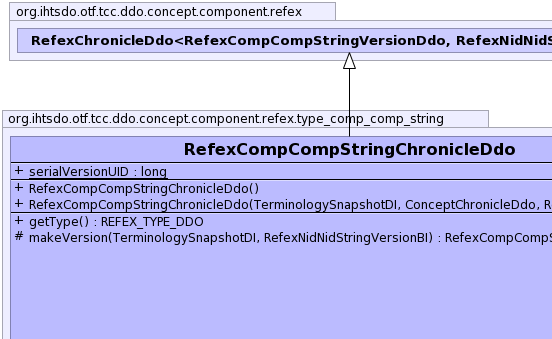 org.ihtsdo.otf.tcc.ddo.concept.component.refex
RefexChronicleDdo<RefexCompCompStringVersionDdo, RefexNidNidS
org.ihtsdo.otf.tcc.ddo.concept.component.refex.type_comp_comp_string
RefexCompCompStringChronicleDdo
+ serialVersionUID : long
+ RefexCompCompStringChronicleDdo()
+ RefexCompCompStringChronicleDdo(TerminologySnapshotDI, ConceptChronicleDdo, R
+ getType() : REFEX_TYPE_DDO
# makeVersion(TerminologySnapshotDI, RefexNidNidStringVersionBI) : RefexCompCompS